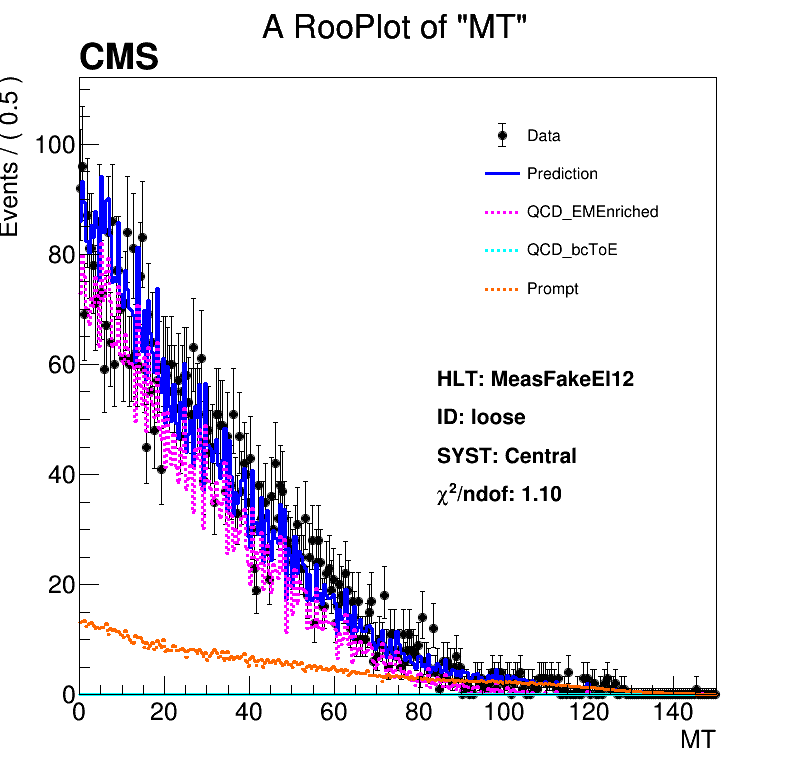 A RooPlot of "MT"
CMS
Events / ( 0.5 )
100
80
60
40
20
0
Data
Prediction
QCD_EMEnriched
QCD_bcToE
Prompt
HLT: MeasFakeEl12
ID: loose
SYST: Central
χ²/ndof: 1.10
0 20 40 60 80 100 120 140
MT